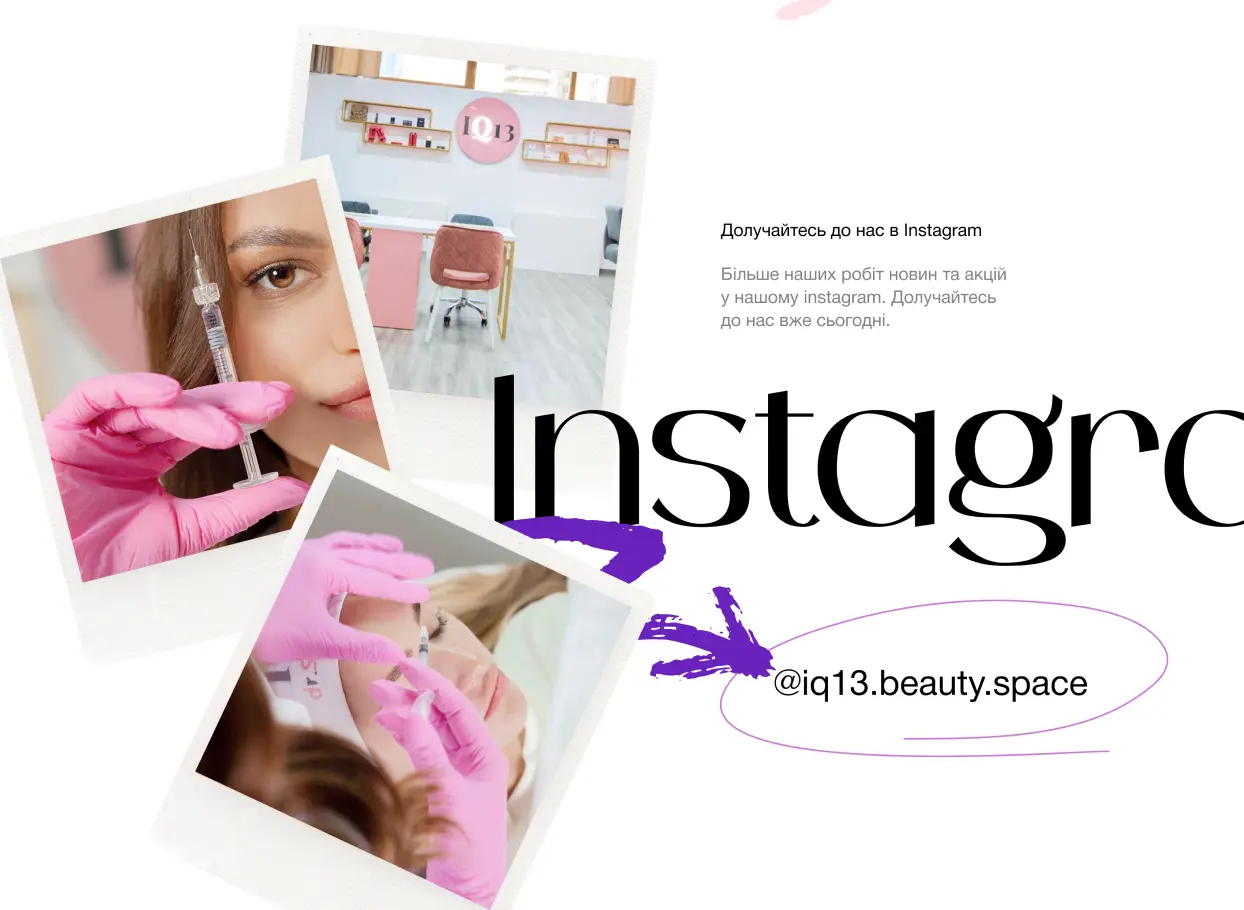 IQ13
Долучайтесь до нас в Instagram
Більше наших робіт новин та акцій
у нашому instagram. Долучайтесь
до нас вже сьогодні.
Instagra
@iq13.beauty.space